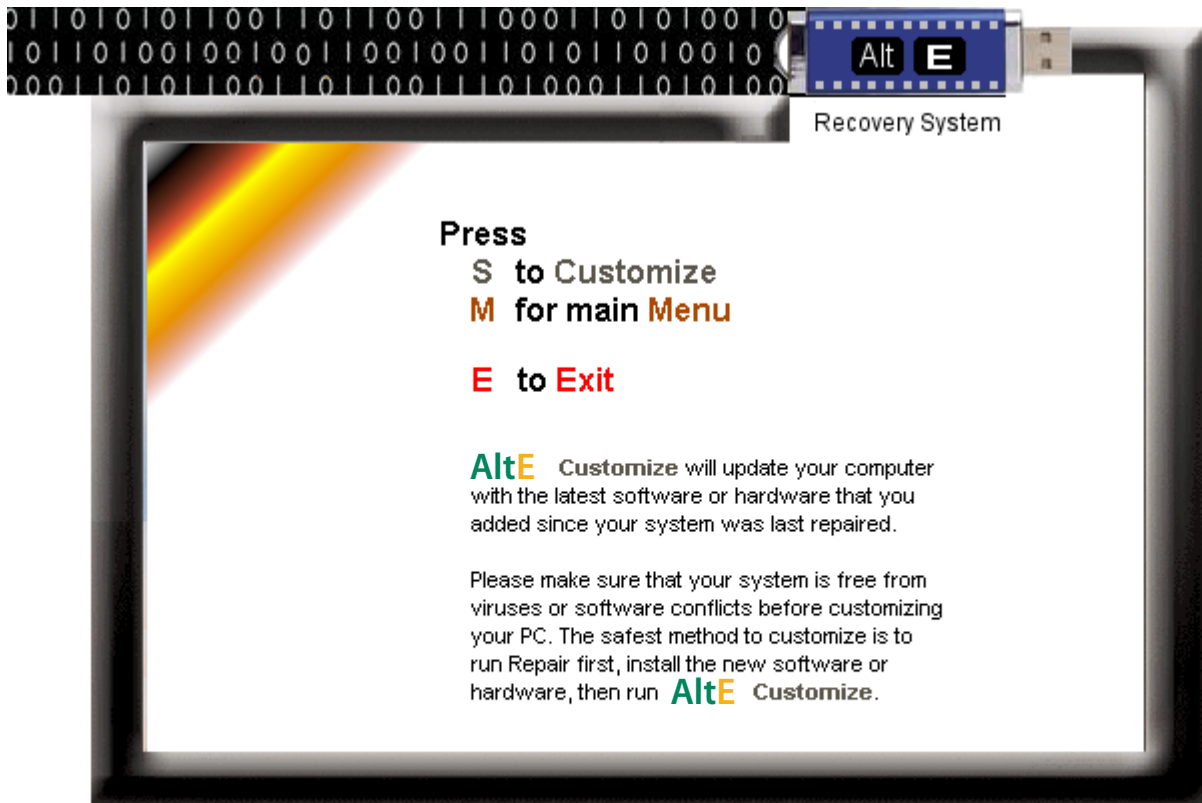 Alt E
Recovery System
Press
S to Customize
M for main Menu
E to Exit
AltE Customize will update your computer
with the latest software or hardware that you
added since your system was last repaired.
Please make sure that your system is free from
viruses or software conflicts before customizing
your PC. The safest method to customize is to
run Repair first, install the new software or
hardware, then run AltE Customize.